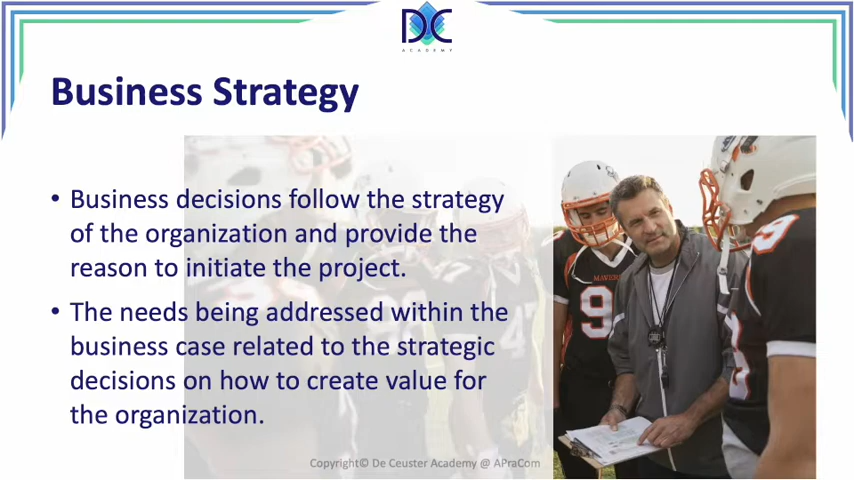 DC
ACADEMY
Business Strategy
• Business decisions follow the strategy
of the organization and provide the
reason to initiate the project.
• The needs being addressed within the
business case related to the strategic
decisions on how to create value for
the organization.
9
9
Copyright© De Ceuster Academy @ APraCom